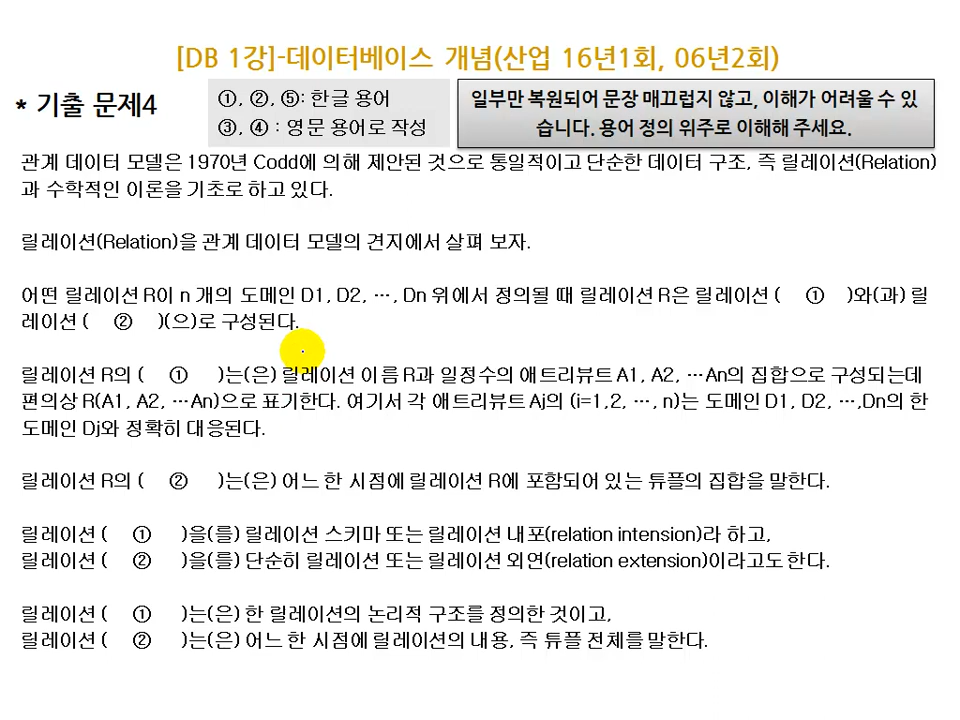 [DB 1강]-데이터베이스 개념(산업 16년1회, 06년2회)
* 기출 문제4
①, ②, ⑤: 한글 용어
③, ④ : 영문 용어로 작성
일부만 복원되어 문장 매끄럽지 않고, 이해가 어려울 수 있
습니다. 용어 정의 위주로 이해해 주세요.
관계 데이터 모델은 1970년 Codd에 의해 제안된 것으로 통일적이고 단순한 데이터 구조, 즉 릴레이션(Relation)
과 수학적인 이론을 기초로 하고 있다.
릴레이션(Relation)을 관계 데이터 모델의 견지에서 살펴 보자.
어떤 릴레이션 R이 n 개의 도메인 D1, D2, …, Dn 위에서 정의될 때 릴레이션 R은 릴레이션 ( ① )와(과) 릴
레이션 ( ② )(으)로 구성된다.
릴레이션 R의 ( ① )는(은) 릴레이션 이름 R과 일정수의 애트리뷰트 A1, A2, …An의 집합으로 구성되는데
편의상 R(A1, A2, …An)으로 표기한다. 여기서 각 애트리뷰트 Aj의 (i=1,2, …, n)는 도메인 D1, D2, …,Dn의 한
도메인 Dj와 정확히 대응된다.
릴레이션 R의 ( ② )는(은) 어느 한 시점에 릴레이션 R에 포함되어 있는 튜플의 집합을 말한다.
릴레이션 ( ① )을(를) 릴레이션 스키마 또는 릴레이션 내포(relation intension)라 하고,
릴레이션 ( ② )을(를) 단순히 릴레이션 또는 릴레이션 외연(relation extension)이라고도 한다.
릴레이션 ( ① )는(은) 한 릴레이션의 논리적 구조를 정의한 것이고,
릴레이션 ( ② )는(은) 어느 한 시점에 릴레이션의 내용, 즉 튜플 전체를 말한다.